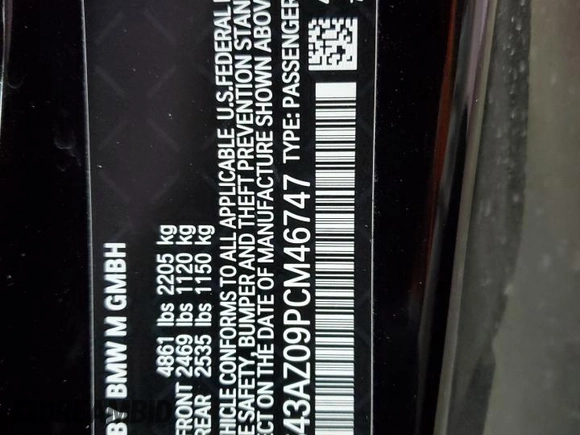 BY BMW M GMBH
4861 lbs 2205 kg
FRONT 2469 lbs 1120 kg
REAR 2535 lbs 1150 kg
VEHICLE CONFORMS TO ALL APPLICABLE U.S. FEDERAL
SAFETY, BUMPER AND THEFT PREVENTION STAN
ECT ON DATE OF MANUFACTURE SHOWN ABOV
43AZ09PCM46747 TYPE: PASSENGER